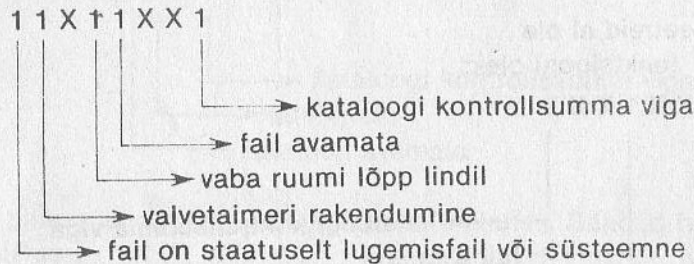 1 1 X 1 1 X X 1
kataloogi kontrollsumma viga
fail avamata
vaba ruumi lõpp lindil
valvetaimeri rakendumine
fail on staatuselt lugemisfail või süsteemne